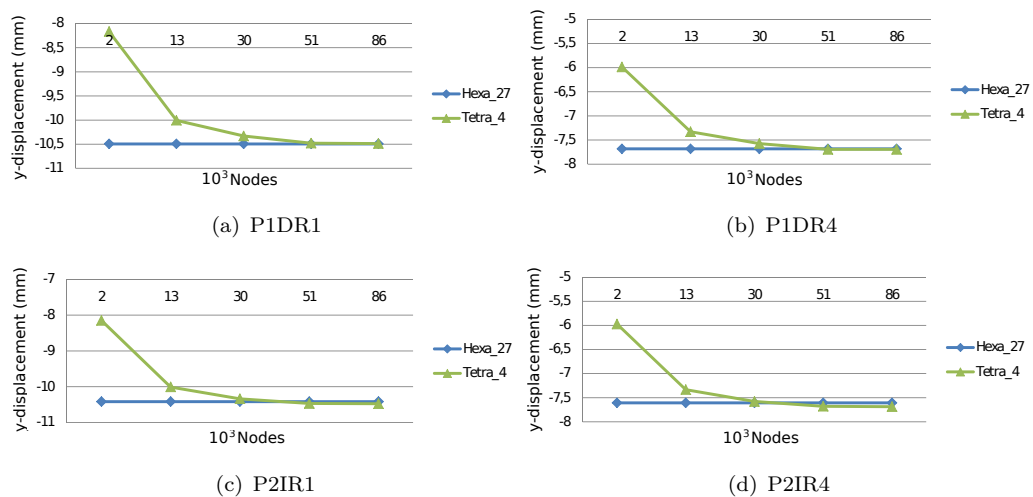 y-displacement (mm)
-8
-8,5
-9
-9,5
-10
-10.5
-11
2 13 30 51 86
Hexa_27
Tetra_4
10³Nodes
(a) P1DR1
y-displacement (mm)
-5
-5,5
-6
-6,5
-7
-7.5
-8
2 13 30 51 86
Hexa_27
Tetra_4
10³Nodes
(b) P1DR4
y-displacement (mm)
-7
-8
-9
-10
-11
2 13 30 51 86
Hexa_27
Tetra_4
10³Nodes
(c) P2IR1
y-displacement (mm)
-5
-5,5
-6
-6,5
-7
-7.5
-8
2 13 30 51 86
Hexa_27
Tetra_4
10³Nodes
(d) P2IR4